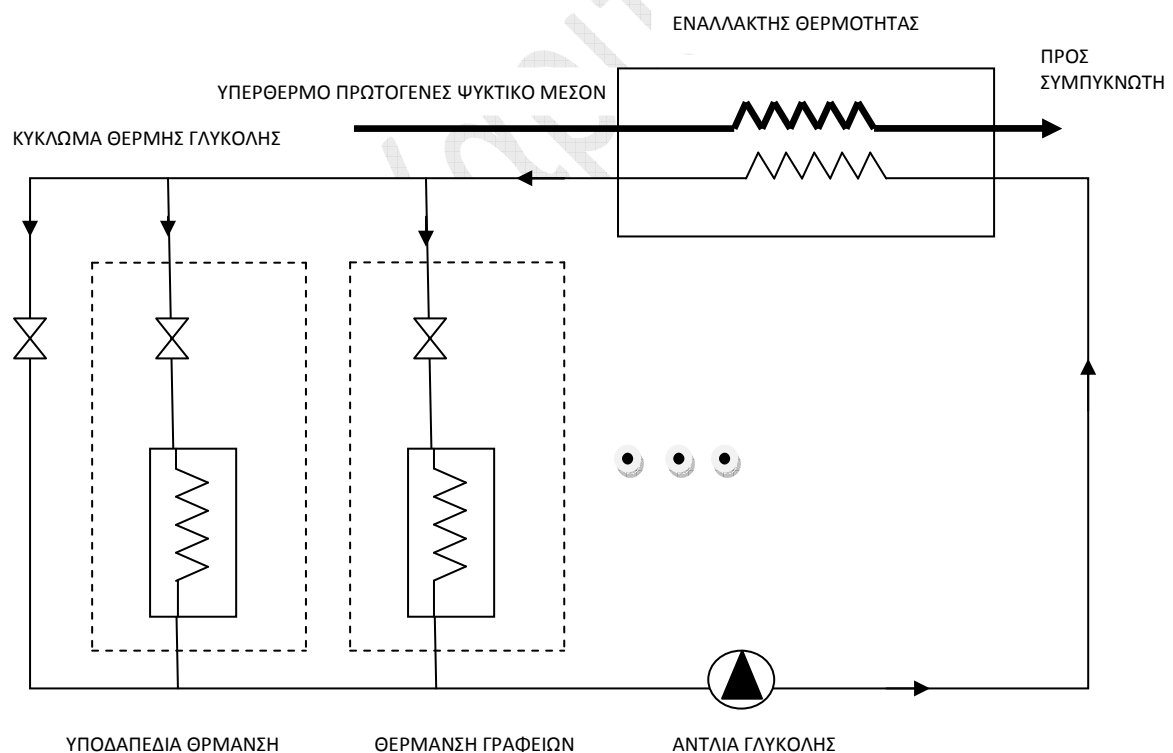 ΕΝΑΛΛΑΚΤΗΣ ΘΕΡΜΟΤΗΤΑΣ
ΠΡΟΣ
ΣΥΜΠΥΚΝΩΤΗ
ΥΠΕΡΘΕΡΜΟ ΠΡΩΤΟΓΕΝΕΣ ΨΥΚΤΙΚΟ ΜΕΣΟΝ
ΚΥΚΛΩΜΑ ΘΕΡΜΗΣ ΓΛΥΚΟΛΗΣ
ΥΠΟΔΑΠΕΔΙΑ ΘΡΜΑΝΣΗ
ΘΕΡΜΑΝΣΗ ΓΡΑΦΕΙΩΝ
ΑΝΤΛΙΑ ΓΛΥΚΟΛΗΣ